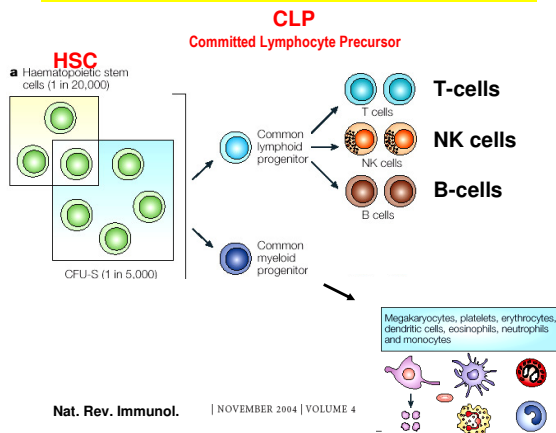 CLP
Committed Lymphocyte Precursor
HSC
a Haematopoietic stem
cells (1 in 20,000)
T-cells
T cells
Common
lymphoid
progenitor
NK cells
NK cells
B-cells
B cells
Common
myeloid
progenitor
CFU-S (1 in 5,000)
Megakaryocytes, platelets, erythrocytes,
dendritic cells, eosinophils, neutrophils
and monocytes
Nat. Rev. Immunol.
| NOVEMBER 2004 | VOLUME 4